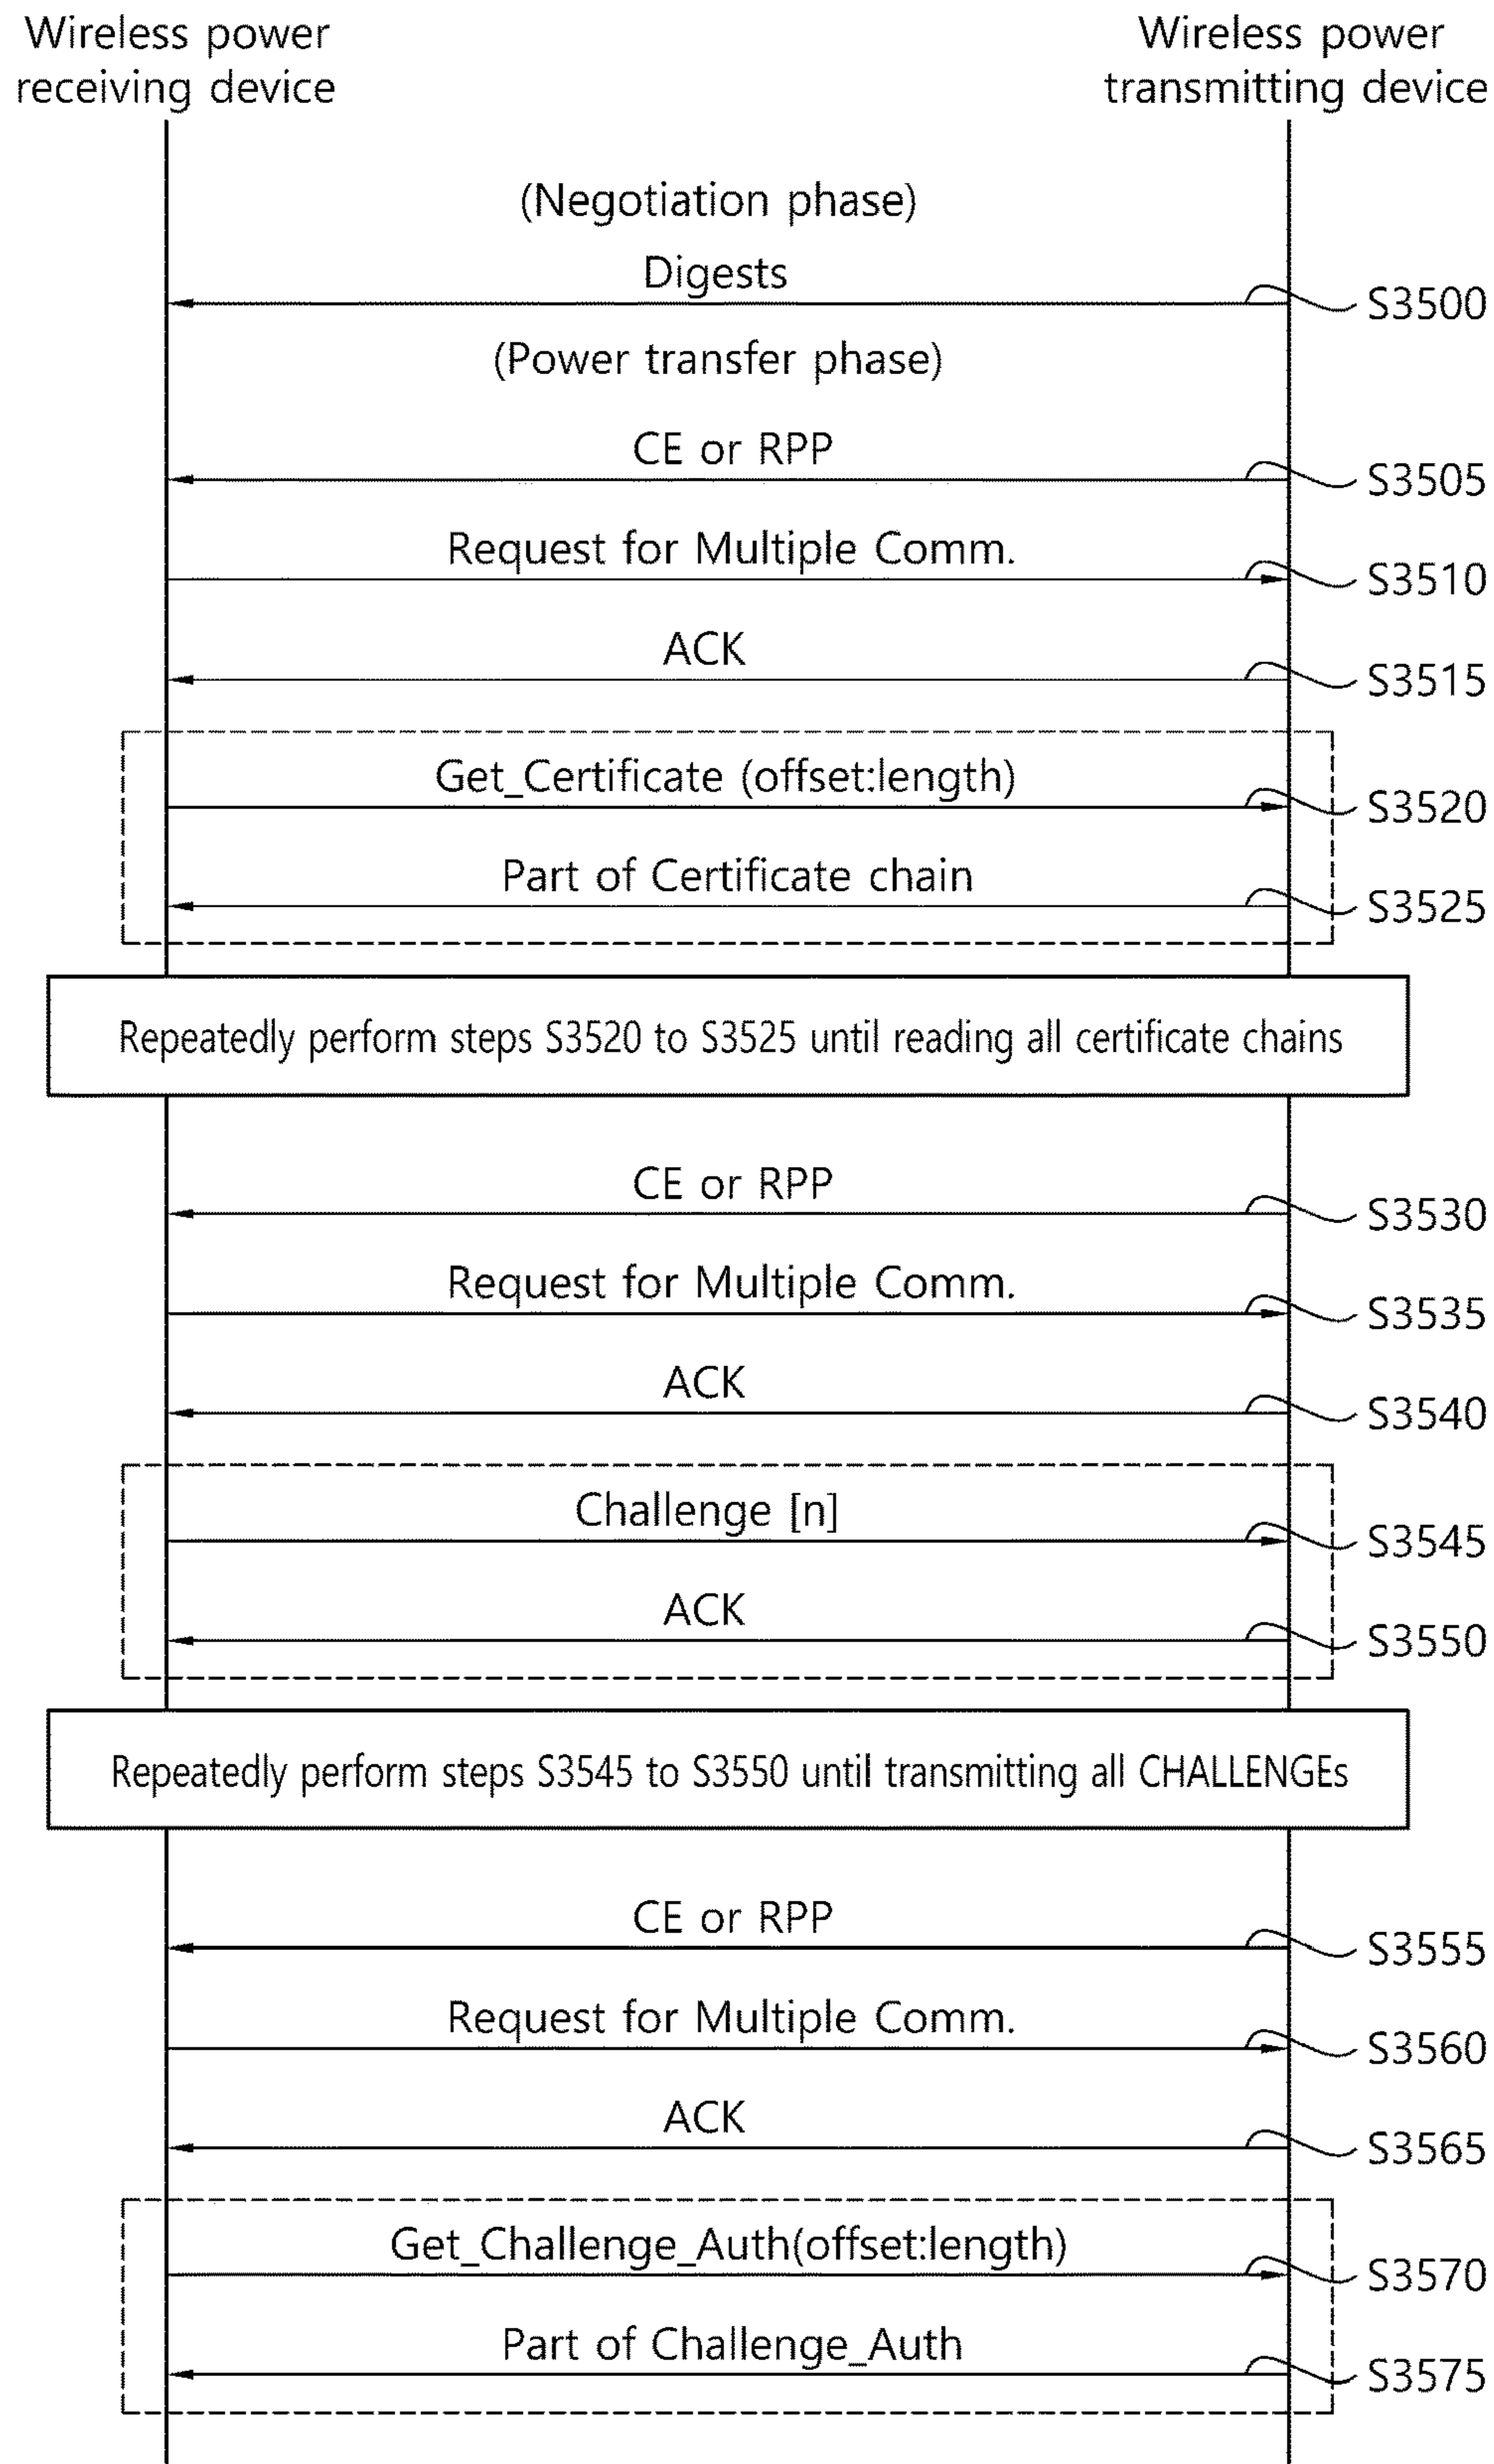 Wireless power
receiving device
Wireless power
transmitting device
(Negotiation phase)
Digests
S3500
(Power transfer phase)
CE or RPP
S3505
Request for Multiple Comm.
S3510
ACK
S3515
Get_Certificate (offset:length)
S3520
Part of Certificate chain
S3525
Repeatedly perform steps S3520 to S3525 until reading all certificate chains
CE or RPP
S3530
Request for Multiple Comm.
S3535
ACK
S3540
Challenge [n]
S3545
ACK
S3550
Repeatedly perform steps S3545 to S3550 until transmitting all CHALLENGEs
CE or RPP
S3555
Request for Multiple Comm.
S3560
ACK
S3565
Get_Challenge_Auth(offset:length)
S3570
Part of Challenge_Auth
S3575